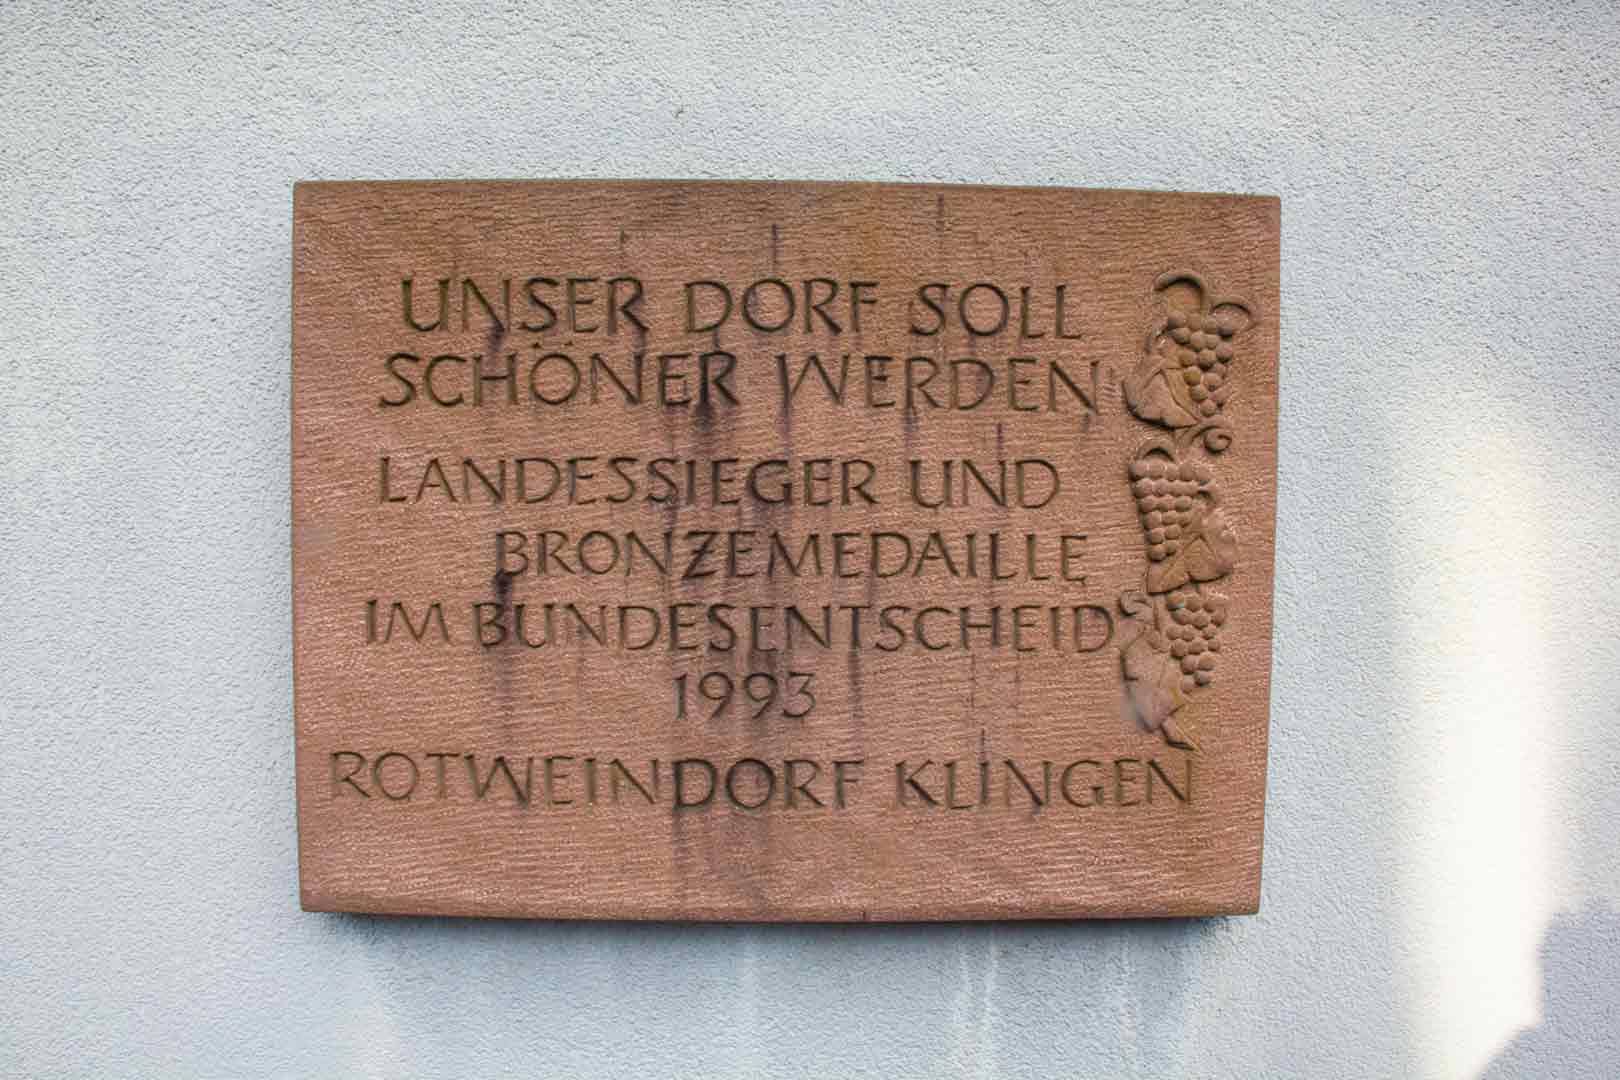 UNSER DORF SOLL
SCHÖNER WERDEN
LANDESSIEGER UND
BRONZEMEDAILLE
IM BUNDESENTSCHEID
1993
ROTWEINDORF KLINGEN